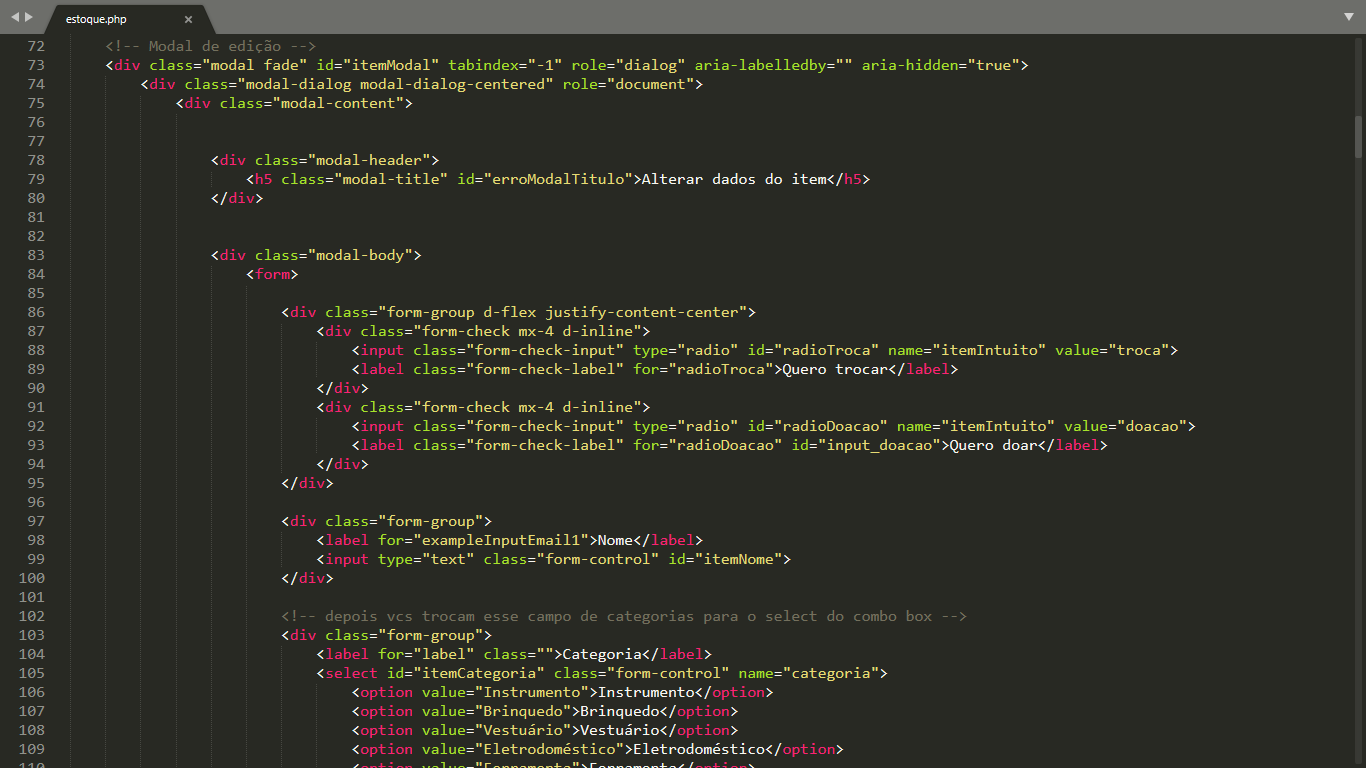 estoque.php ×
72 <!-- Modal de edição -->
73 <div class="modal fade" id="itemModal" tabindex="-1" role="dialog" aria-labelledby="" aria-hidden="true">
74 <div class="modal-dialog modal-dialog-centered" role="document">
75 <div class="modal-content">
76
77
78 <div class="modal-header">
79 <h5 class="modal-title" id="erroModalTitulo">Alterar dados do item</h5>
80 </div>
81
82
83 <div class="modal-body">
84 <form>
85
86 <div class="form-group d-flex justify-content-center">
87 <div class="form-check mx-4 d-inline">
88 <input class="form-check-input" type="radio" id="radioTroca" name="itemIntuito" value="troca">
89 <label class="form-check-label" for="radioTroca">Quero trocar</label>
90 </div>
91 <div class="form-check mx-4 d-inline">
92 <input class="form-check-input" type="radio" id="radioDoacao" name="itemIntuito" value="doacao">
93 <label class="form-check-label" for="radioDoacao" id="input_doacao">Quero doar</label>
94 </div>
95 </div>
96
97 <div class="form-group">
98 <label for="exampleInputEmail1">Nome</label>
99 <input type="text" class="form-control" id="itemNome">
100 </div>
101
102 <!-- depois vcs trocam esse campo de categorias para o select do combo box -->
103 <div class="form-group">
104 <label for="label" class="">Categoria</label>
105 <select id="itemCategoria" class="form-control" name="categoria">
106 <option value="Instrumento">Instrumento</option>
107 <option value="Brinquedo">Brinquedo</option>
108 <option value="Vestuário">Vestuário</option>
109 <option value="Eletrodoméstico">Eletrodoméstico</option>
110 <option value="Ferramenta">Ferramenta</option>